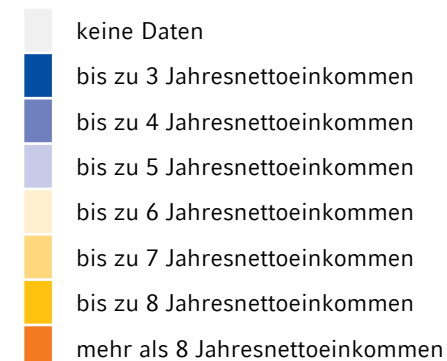 keine Daten
bis zu 3 Jahresnettoeinkommen
bis zu 4 Jahresnettoeinkommen
bis zu 5 Jahresnettoeinkommen
bis zu 6 Jahresnettoeinkommen
bis zu 7 Jahresnettoeinkommen
bis zu 8 Jahresnettoeinkommen
mehr als 8 Jahresnettoeinkommen